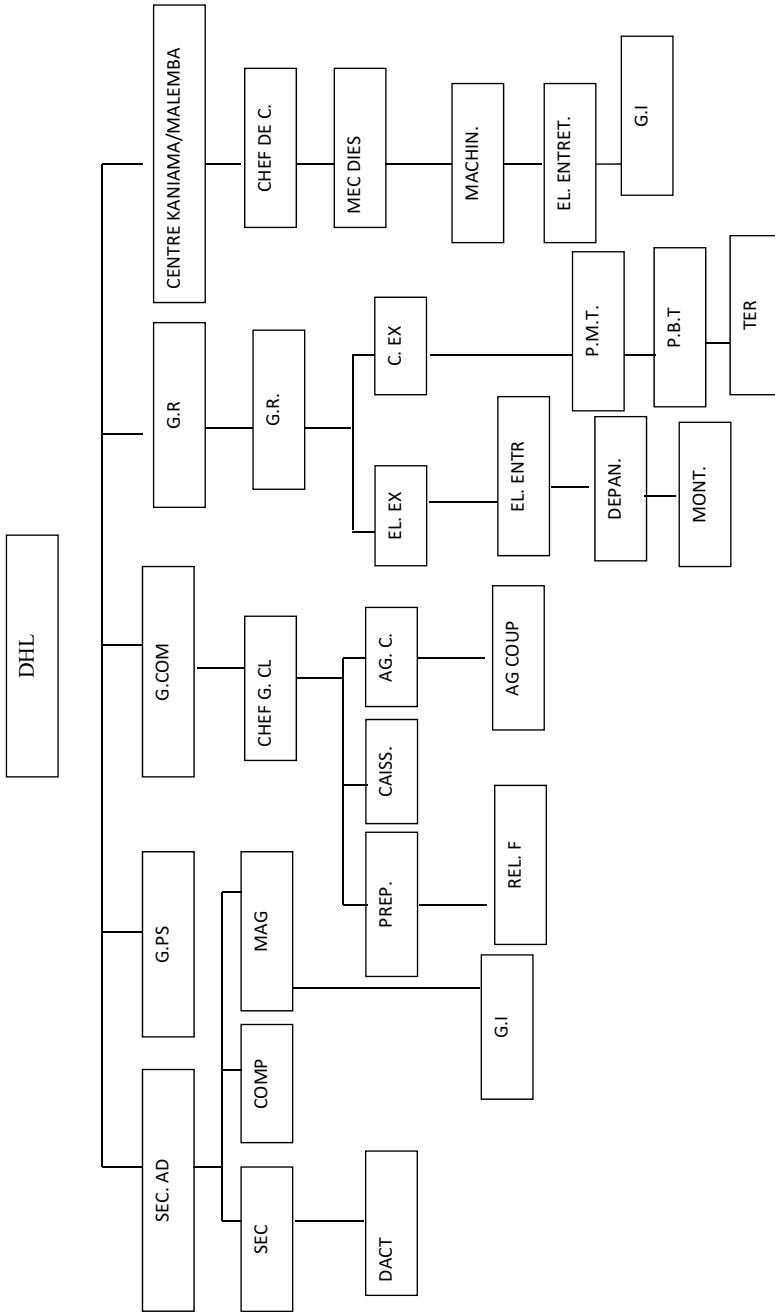 DHL
SEC. AD
G.PS
G.COM
G.R
CENTRE KANIAMA/MALEMBA
SEC
COMP
MAG
CHEF G. CL
G.R.
CHEF DE C.
DACT
PREP.
CAISS.
AG. C.
EL. EX
C. EX
MEC DIES
G.I
REL. F
AG COUP
EL. ENTR
P.M.T.
MACHIN.
DEPAN.
P.B.T
EL. ENTRET.
MONT.
TER
G.I